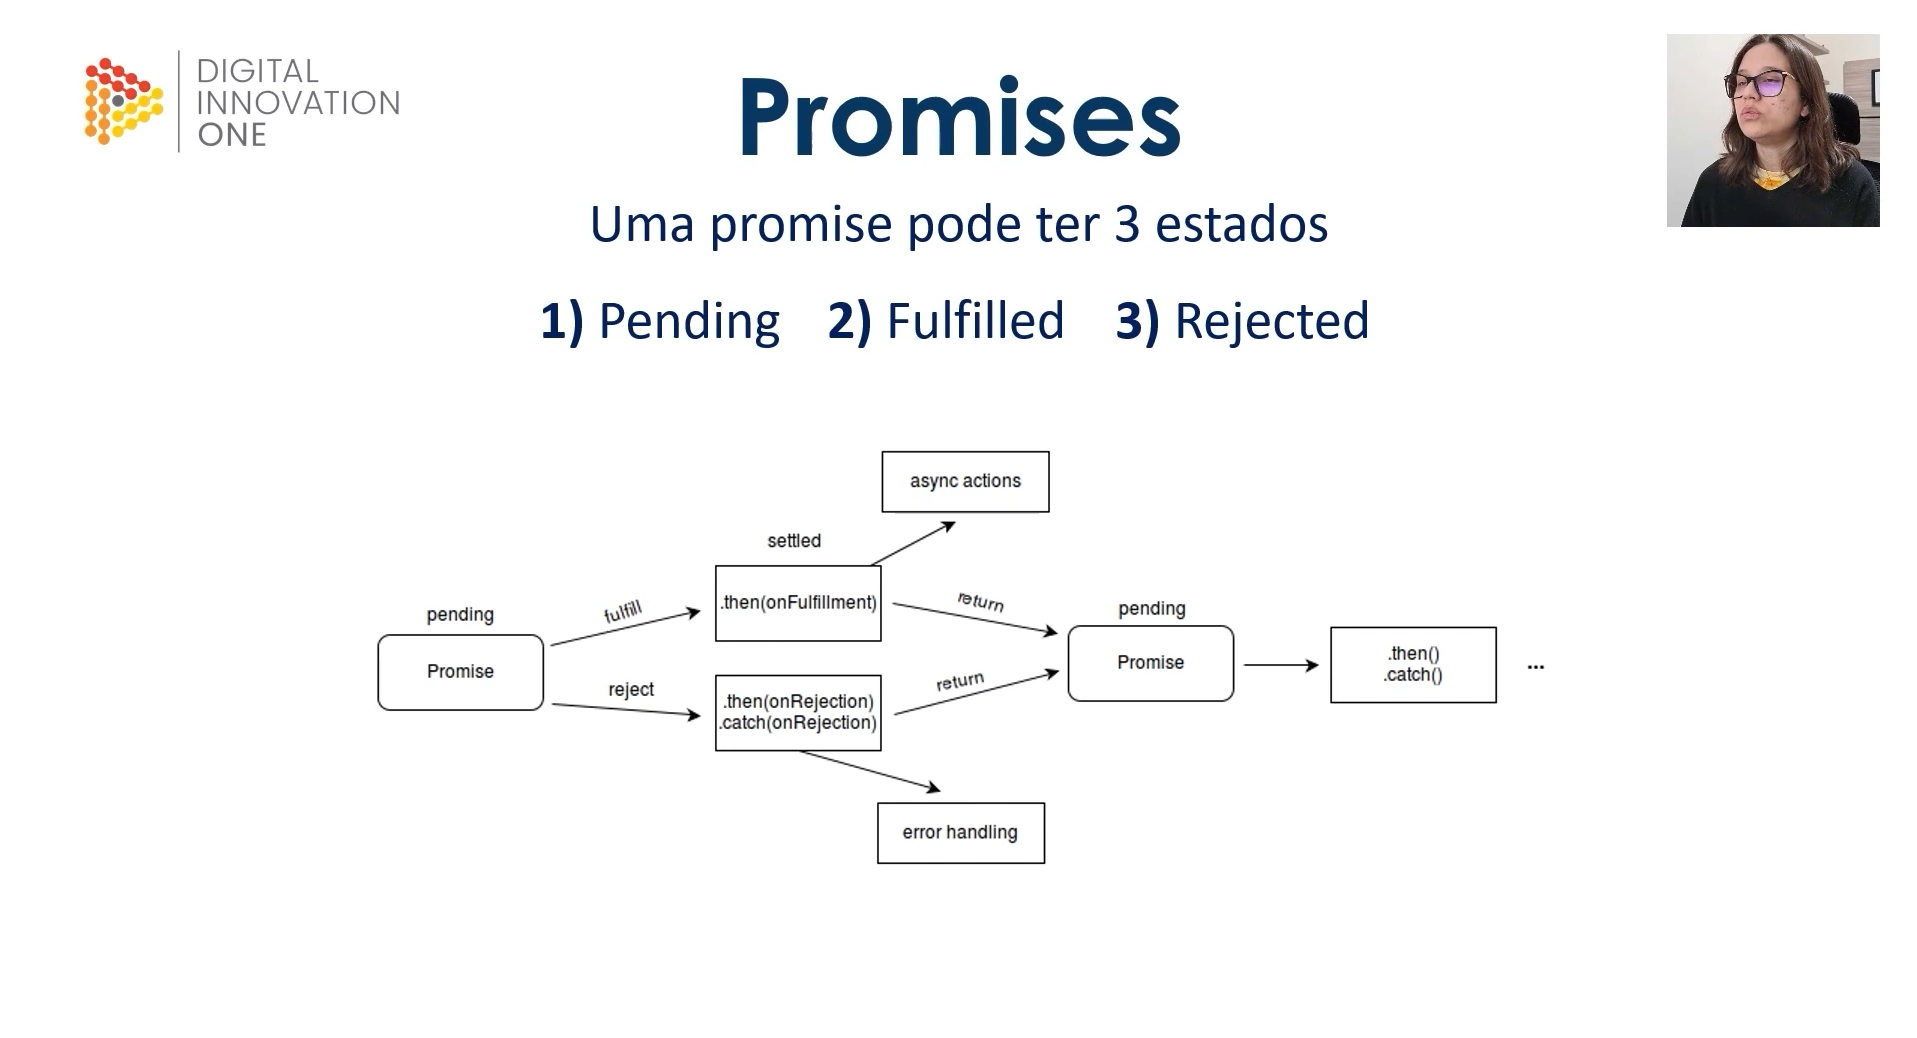 DIGITAL
INNOVATION
ONE
Promises
Uma promise pode ter 3 estados
1) Pending 2) Fulfilled 3) Rejected
async actions
settled
.then(onFulfillment)
fulfill
return
pending
Promise
pending
Promise
.then()
.catch()
...
reject
.then(onRejection)
.catch(onRejection)
return
error handling